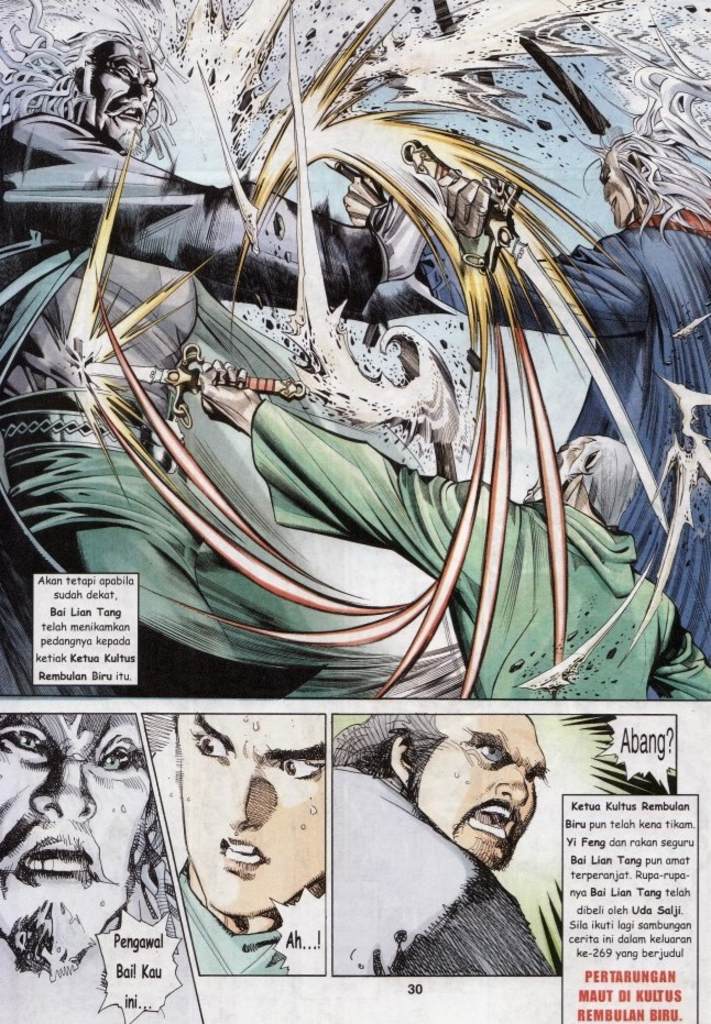 Akan tetapi apabila
sudah dekat,
Bai Lian Tang
telah menikamkan
pedangnya kepada
ketiak Ketua Kultus
Rembulan Biru itu.
Pengawal
Bai! Kau
ini...
Ah...!
Abang?
Ketua Kultus Rembulan
Biru pun telah kena tikam.
Yi Feng dan rakan seguru
Bai Lian Tang pun amat
terperanjat. Rupa-rupa-
nya Bai Lian Tang telah
dibeli oleh Uda Salji.
Sila ikuti lagi sambungan
cerita ini dalam keluaran
ke-269 yang berjudul
PERTARUNGAN
MAUT DI KULTUS
REMBULAN BIRU.
30